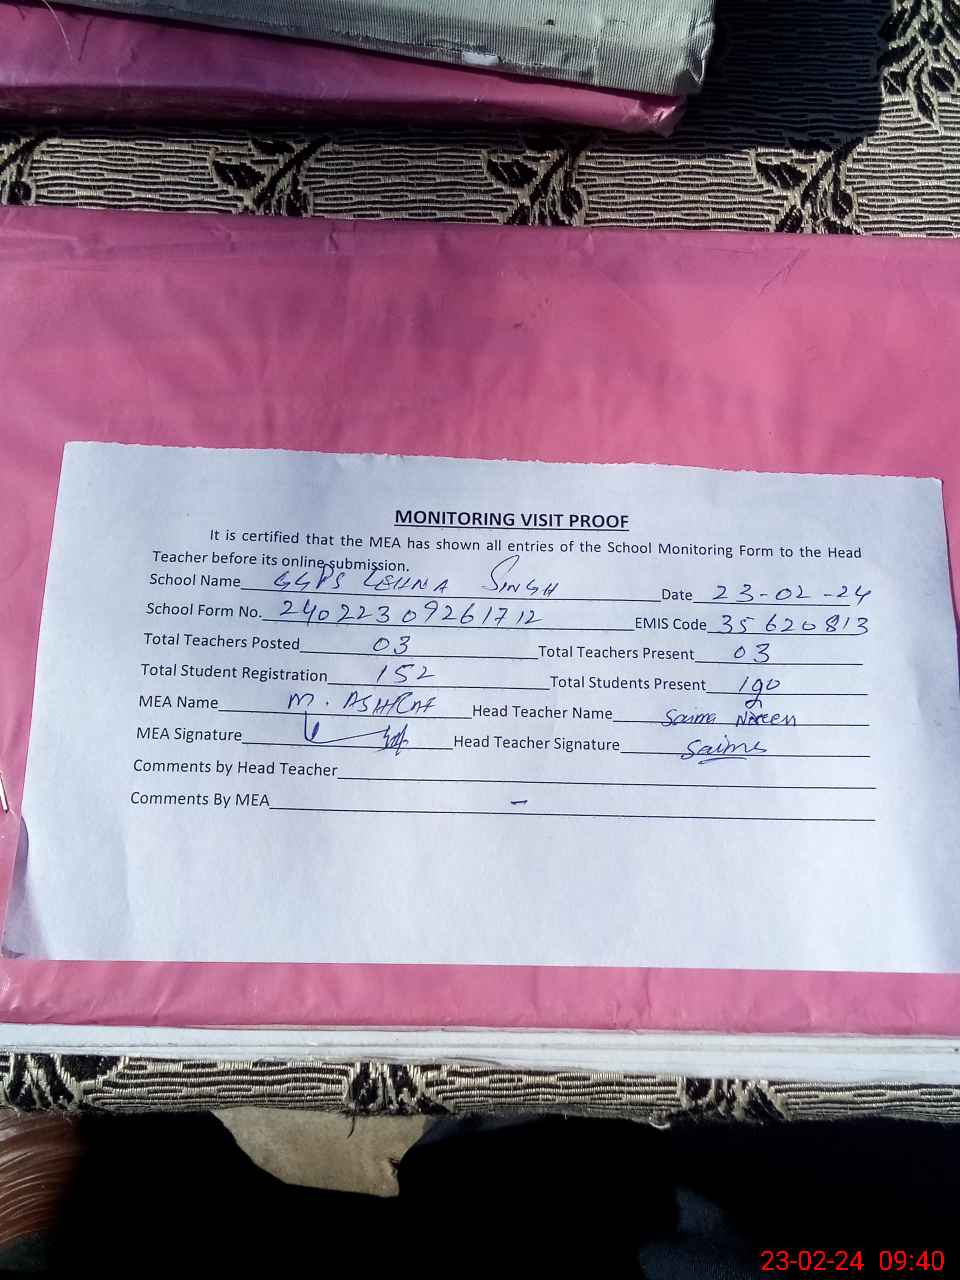 MONITORING VISIT PROOF
It is certified that the MEA has shown all entries of the School Monitoring Form to the Head
Teacher before its online submission.
School Name GGPS LEHNA SINGH Date 23-02-24
School Form No. 24022309261712 EMIS Code 35620813
Total Teachers Posted 03 Total Teachers Present 03
Total Student Registration 152 Total Students Present
MEA Name M. ASHRAF Head Teacher Name Saima Noreen
MEA Signature Head Teacher Signature Saima
Comments by Head Teacher
Comments By MEA -
23-02-24 09:40